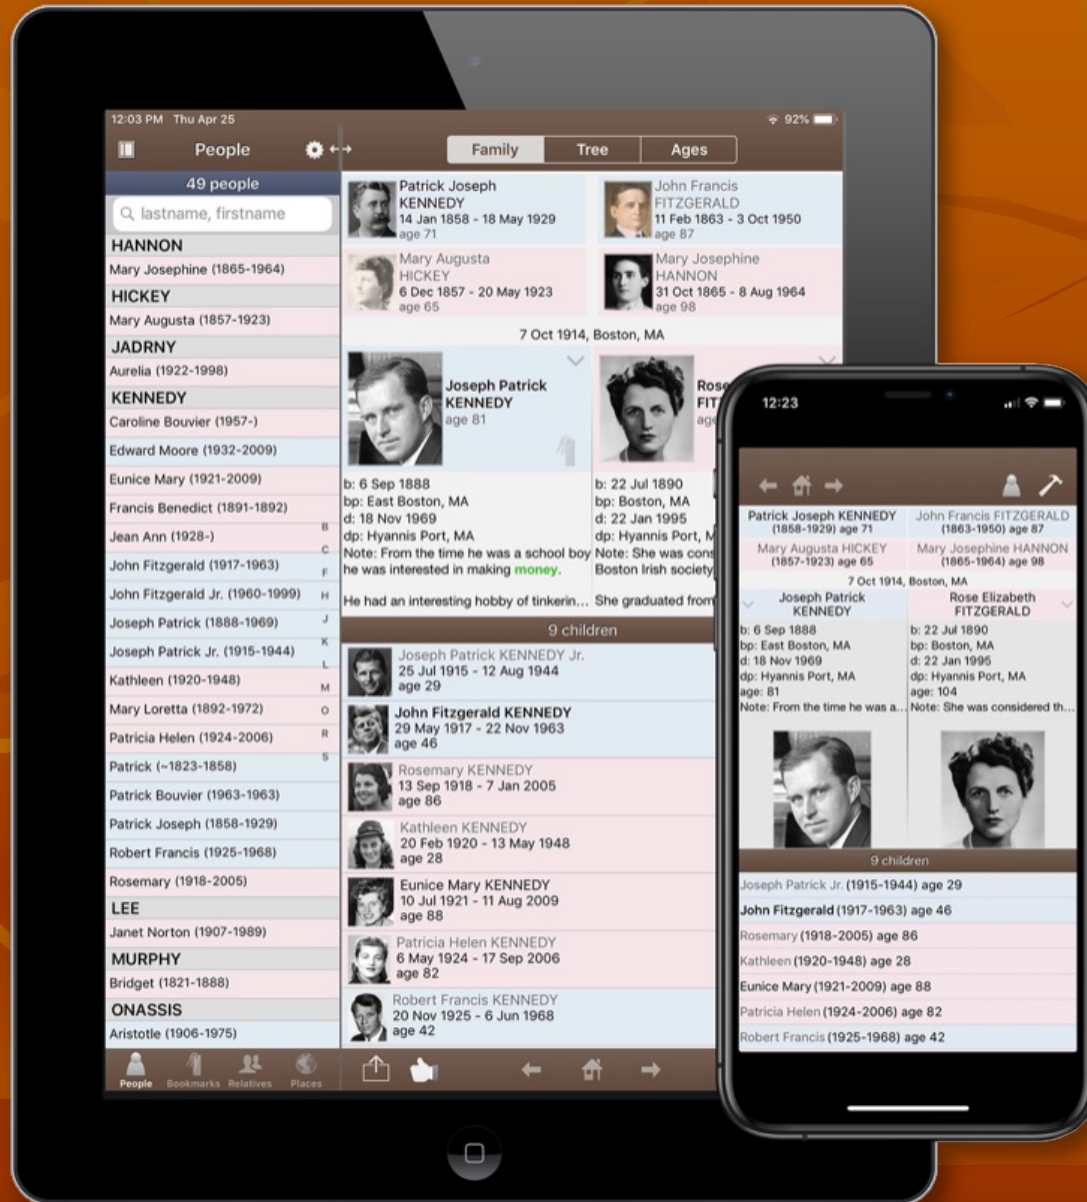 12:03 PM Thu Apr 25
92%
People
Family
Tree
Ages
49 people
lastname, firstname
HANNON
Mary Josephine (1865-1964)
HICKEY
Mary Augusta (1857-1923)
JADRNY
Aurelia (1922-1998)
KENNEDY
Caroline Bouvier (1957-)
Edward Moore (1932-2009)
Eunice Mary (1921-2009)
Francis Benedict (1891-1892)
Jean Ann (1928-)
John Fitzgerald (1917-1963)
John Fitzgerald Jr. (1960-1999)
Joseph Patrick (1888-1969)
Joseph Patrick Jr. (1915-1944)
Kathleen (1920-1948)
Mary Loretta (1892-1972)
Patricia Helen (1924-2006)
Patrick (~1823-1858)
Patrick Bouvier (1963-1963)
Patrick Joseph (1858-1929)
Robert Francis (1925-1968)
Rosemary (1918-2005)
LEE
Janet Norton (1907-1989)
MURPHY
Bridget (1821-1888)
ONASSIS
Aristotle (1906-1975)
B
C
F
H
J
K
L
M
O
R
S
People
Bookmarks
Relatives
Places
Patrick Joseph
KENNEDY
14 Jan 1858 - 18 May 1929
age 71
John Francis
FITZGERALD
11 Feb 1863 - 3 Oct 1950
age 87
Mary Augusta
HICKEY
6 Dec 1857 - 20 May 1923
age 65
Mary Josephine
HANNON
31 Oct 1865 - 8 Aug 1964
age 98
7 Oct 1914, Boston, MA
Joseph Patrick
KENNEDY
age 81
b: 6 Sep 1888
bp: East Boston, MA
d: 18 Nov 1969
dp: Hyannis Port, MA
Note: From the time he was a school boy
he was interested in making money.
He had an interesting hobby of tinkerin...
Rose
FIT
age
b: 22 Jul 1890
bp: Boston, MA
d: 22 Jan 1995
dp: Hyannis Port, M
Note: She was cons
Boston Irish society
She graduated from
9 children
Joseph Patrick KENNEDY Jr.
25 Jul 1915 - 12 Aug 1944
age 29
John Fitzgerald KENNEDY
29 May 1917 - 22 Nov 1963
age 46
Rosemary KENNEDY
13 Sep 1918 - 7 Jan 2005
age 86
Kathleen KENNEDY
20 Feb 1920 - 13 May 1948
age 28
Eunice Mary KENNEDY
10 Jul 1921 - 11 Aug 2009
age 88
Patricia Helen KENNEDY
6 May 1924 - 17 Sep 2006
age 82
Robert Francis KENNEDY
20 Nov 1925 - 6 Jun 1968
age 42
12:23
Patrick Joseph KENNEDY
(1858-1929) age 71
John Francis FITZGERALD
(1863-1950) age 87
Mary Augusta HICKEY
(1857-1923) age 65
Mary Josephine HANNON
(1865-1964) age 98
7 Oct 1914, Boston, MA
Joseph Patrick
KENNEDY
b: 6 Sep 1888
bp: East Boston, MA
d: 18 Nov 1969
dp: Hyannis Port, MA
age: 81
Note: From the time he was a...
Rose Elizabeth
FITZGERALD
b: 22 Jul 1890
bp: Boston, MA
d: 22 Jan 1995
dp: Hyannis Port, MA
age: 104
Note: She was considered th...
9 children
Joseph Patrick Jr. (1915-1944) age 29
John Fitzgerald (1917-1963) age 46
Rosemary (1918-2005) age 86
Kathleen (1920-1948) age 28
Eunice Mary (1921-2009) age 88
Patricia Helen (1924-2006) age 82
Robert Francis (1925-1968) age 42